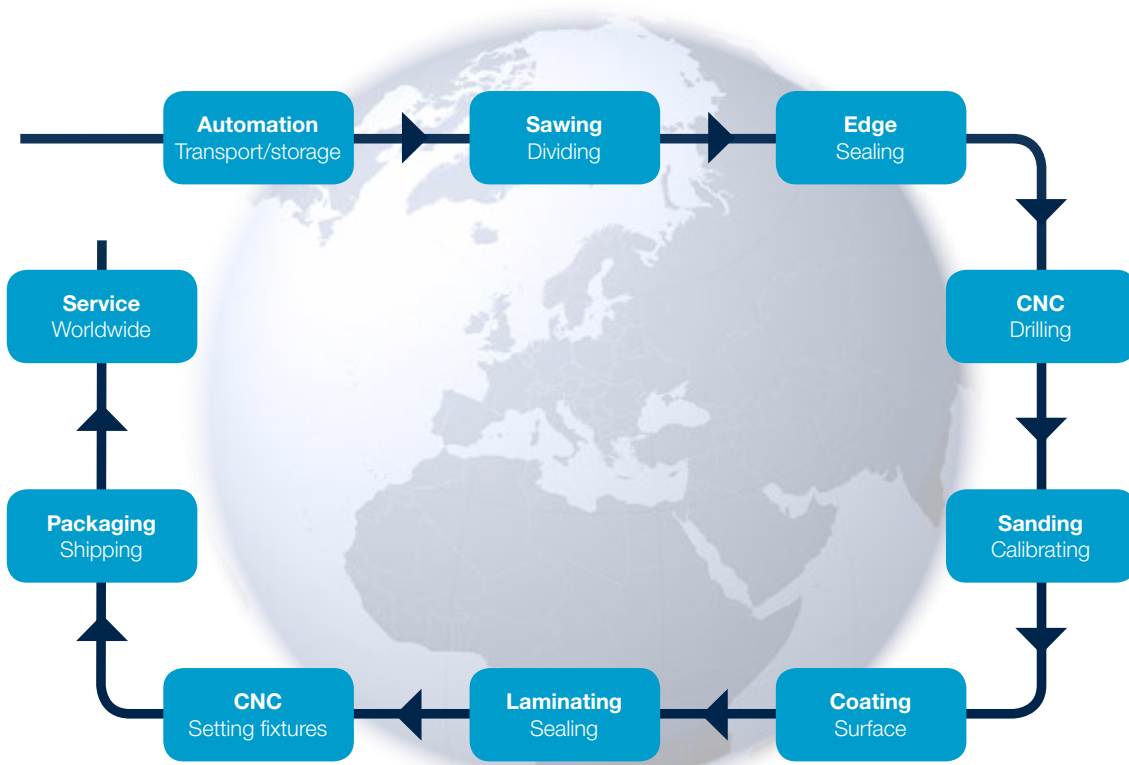 Automation
Transport/storage
Sawing
Dividing
Edge
Sealing
CNC
Drilling
Sanding
Calibrating
Coating
Surface
Laminating
Sealing
CNC
Setting fixtures
Packaging
Shipping
Service
Worldwide